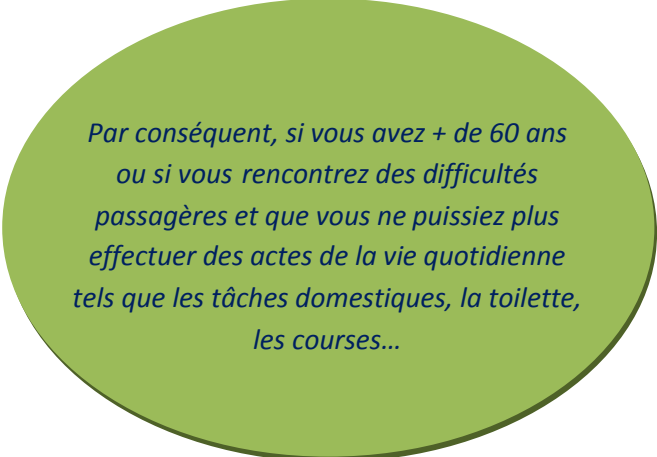 Par conséquent, si vous avez + de 60 ans
ou si vous rencontrez des difficultés
passagères et que vous ne puissiez plus
effectuer des actes de la vie quotidienne
tels que les tâches domestiques, la toilette,
les courses…